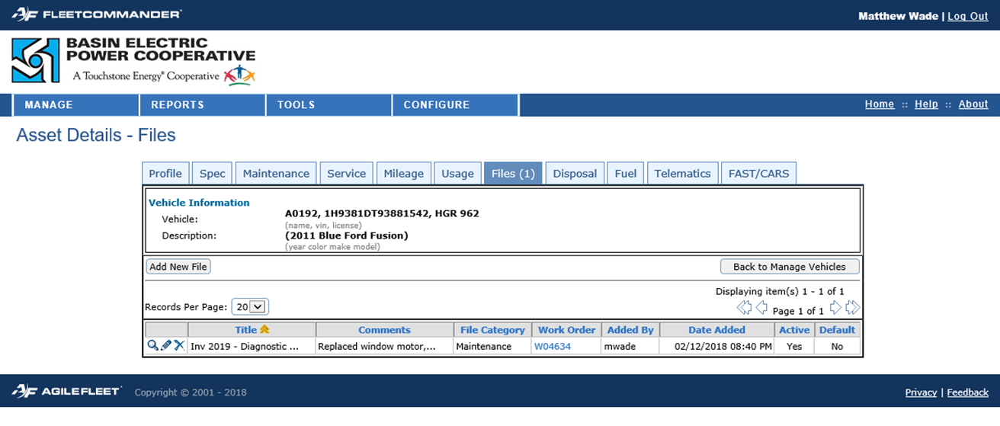 FLEETCOMMANDER
Matthew Wade | Log Out
BASIN ELECTRIC
POWER COOPERATIVE
A Touchstone Energy® Cooperative
MANAGE REPORTS TOOLS CONFIGURE Home :: Help :: About
Asset Details - Files
Profile Spec Maintenance Service Mileage Usage Files (1) Disposal Fuel Telematics FAST/CARS
Vehicle Information
Vehicle: A0192, 1H9381DT93881542, HGR 962
(name, vin, license)
Description: (2011 Blue Ford Fusion)
(year color make model)
Add New File Back to Manage Vehicles
Displaying item(s) 1 - 1 of 1
Records Per Page: 20 Page 1 of 1
Title Comments File Category Work Order Added By Date Added Active Default
Inv 2019 - Diagnostic ... Replaced window motor,... Maintenance W04634 mwade 02/12/2018 08:40 PM Yes No
AGILEFLEET Copyright © 2001 - 2018 Privacy | Feedback